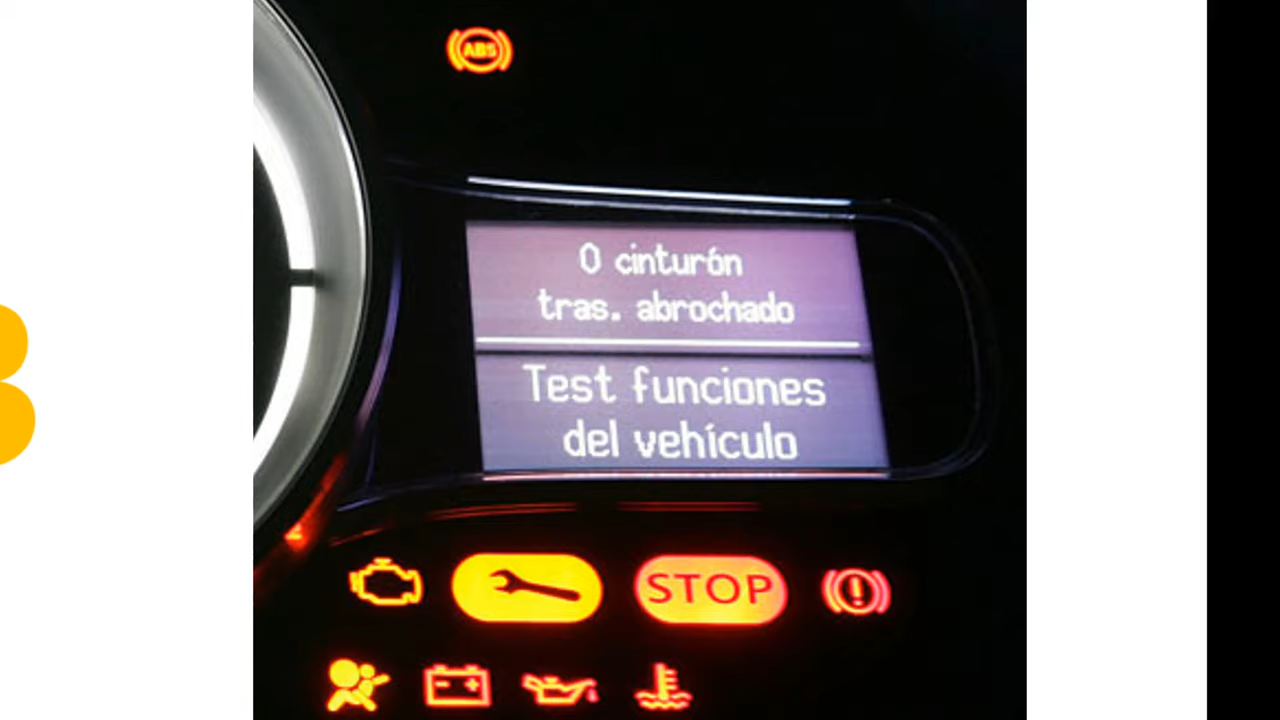 ABS
0 cinturón
tras. abrochado
Test funciones
del vehículo
STOP